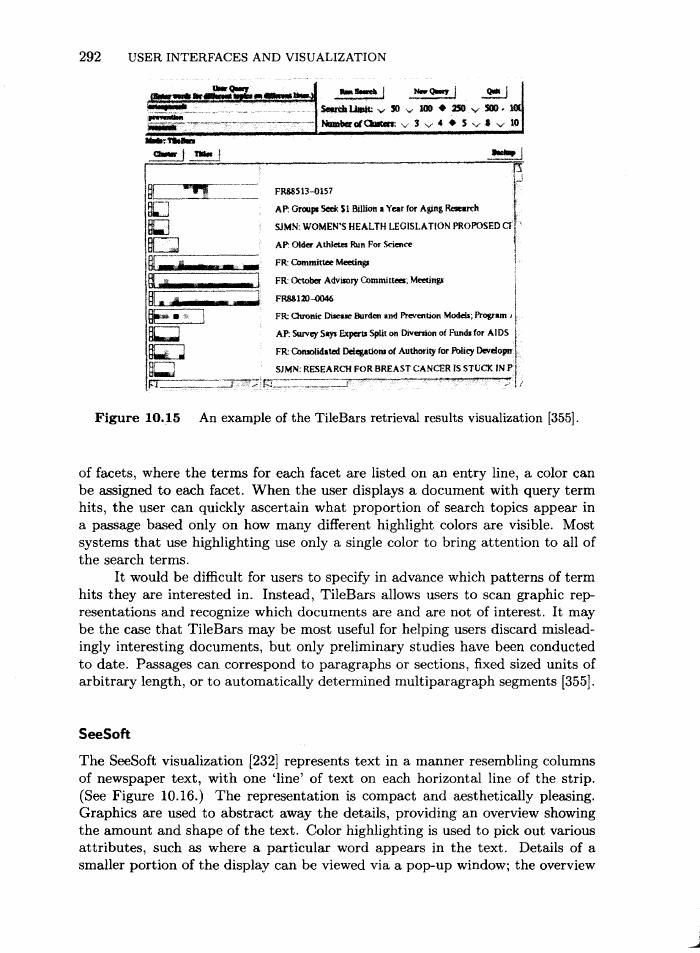 292 USER INTERFACES AND VISUALIZATION
User Query
(Enter words for different topics on different lines.)
Run Search New Query Quit
Search Limit: 50 100 250 500
prevention
research
Number of Clusters: 3 4 5 8 10
Mode: TileBars
Cluster Titles Backup
FR88513-0157
AP: Groups Seek $1 Billion a Year for Aging Research
SJMN: WOMEN'S HEALTH LEGISLATION PROPOSED
AP: Older Athletes Run For Science
FR: Committee Meetings
FR: October Advisory Committees; Meetings
FR88120-0046
FR: Chronic Disease Burden and Prevention Models; Program
AP: Survey Says Experts Split on Diversion of Funds for AIDS
FR: Consolidated Delegations of Authority for Policy
SJMN: RESEARCH FOR BREAST CANCER IS STUCK IN P
Figure 10.15 An example of the TileBars retrieval results visualization [355].
of facets, where the terms for each facet are listed on an entry line, a color can
be assigned to each facet. When the user displays a document with query term
hits, the user can quickly ascertain what proportion of search topics appear in
a passage based only on how many different highlight colors are visible. Most
systems that use highlighting use only a single color to bring attention to all of
the search terms.
It would be difficult for users to specify in advance which patterns of term
hits they are interested in. Instead, TileBars allows users to scan graphic rep-
resentations and recognize which documents are and are not of interest. It may
be the case that TileBars may be most useful for helping users discard mislead-
ingly interesting documents, but only preliminary studies have been conducted
to date. Passages can correspond to paragraphs or sections, fixed sized units of
arbitrary length, or to automatically determined multiparagraph segments [355].
SeeSoft
The SeeSoft visualization [232] represents text in a manner resembling columns
of newspaper text, with one 'line' of text on each horizontal line of the strip.
(See Figure 10.16.) The representation is compact and aesthetically pleasing.
Graphics are used to abstract away the details, providing an overview showing
the amount and shape of the text. Color highlighting is used to pick out various
attributes, such as where a particular word appears in the text. Details of a
smaller portion of the display can be viewed via a pop-up window; the overview